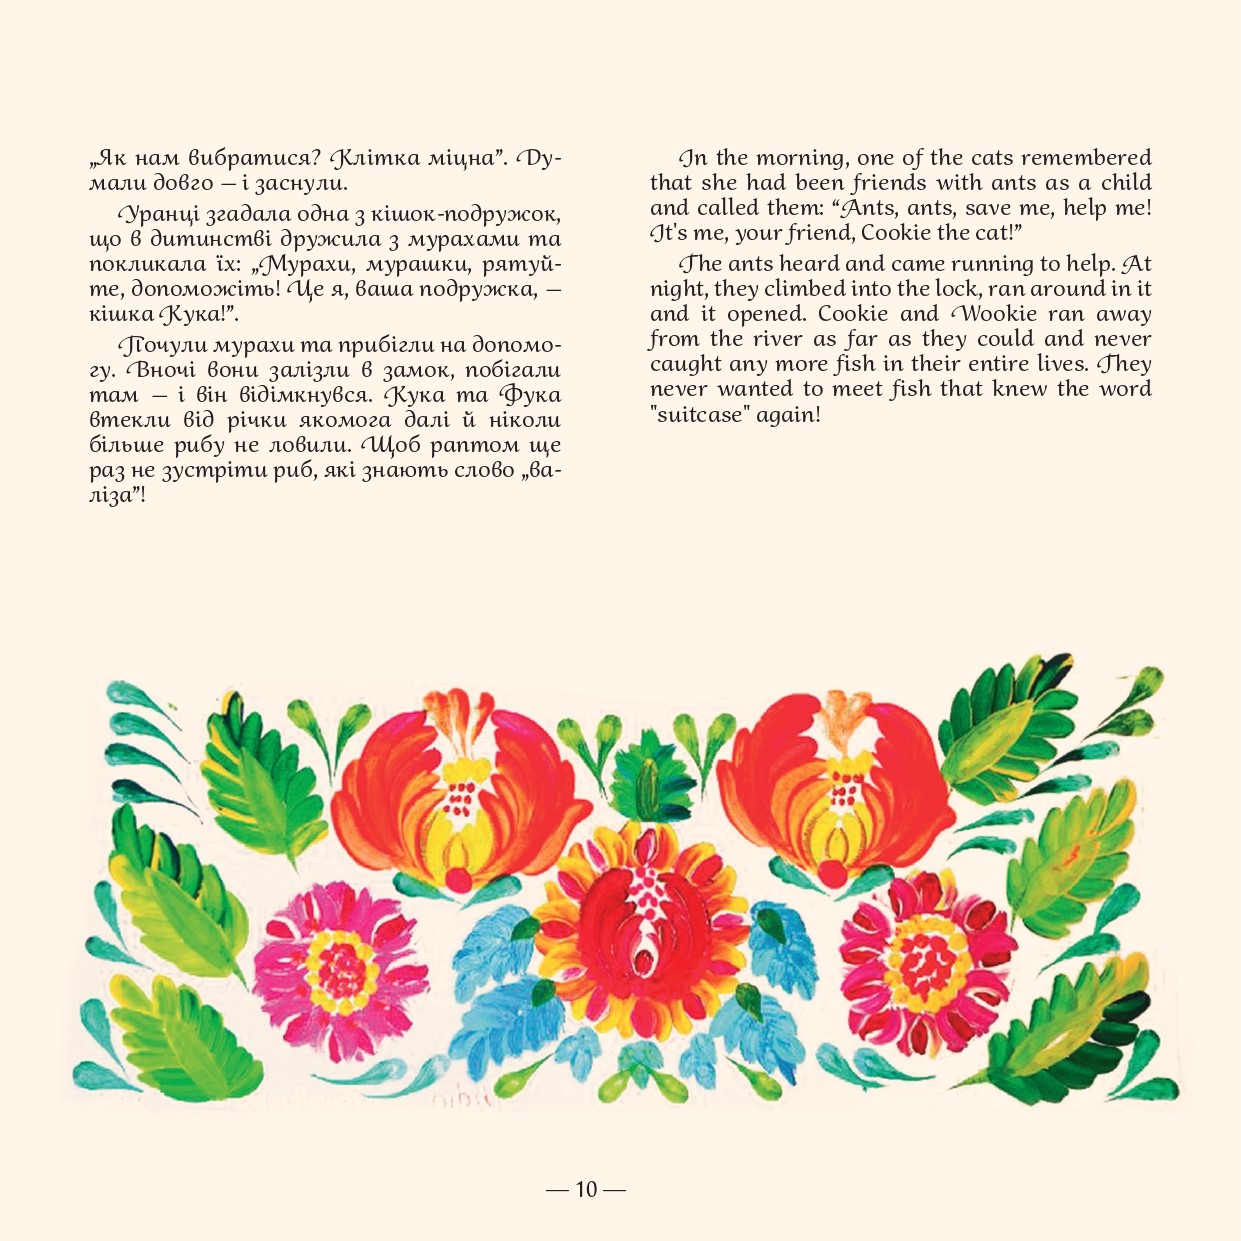 „Як нам вибратися? Клітка міцна”. Ду-
мали довго — і заснули.
Уранці згадала одна з кішок-подружок,
що в дитинстві дружила з мурахами та
покликала їх: „Мурахи, мурашки, рятуй-
те, допоможіть! Це я, ваша подружка, —
кішка Кука!”.
Почули мурахи та прибігли на допомо-
гу. Вночі вони залізли в замок, побігали
там — і він відімкнувся. Кука та Фука
втекли від річки якомога далі й ніколи
більше рибу не ловили. Щоб раптом ще
раз не зустріти риб, які знають слово „ва-
ліза”!
In the morning, one of the cats remembered
that she had been friends with ants as a child
and called them: “Ants, ants, save me, help me!
It's me, your friend, Cookie the cat!”
The ants heard and came running to help. At
night, they climbed into the lock, ran around in it
and it opened. Cookie and Wookie ran away
from the river as far as they could and never
caught any more fish in their entire lives. They
never wanted to meet fish that knew the word
"suitcase" again!
— 10 —